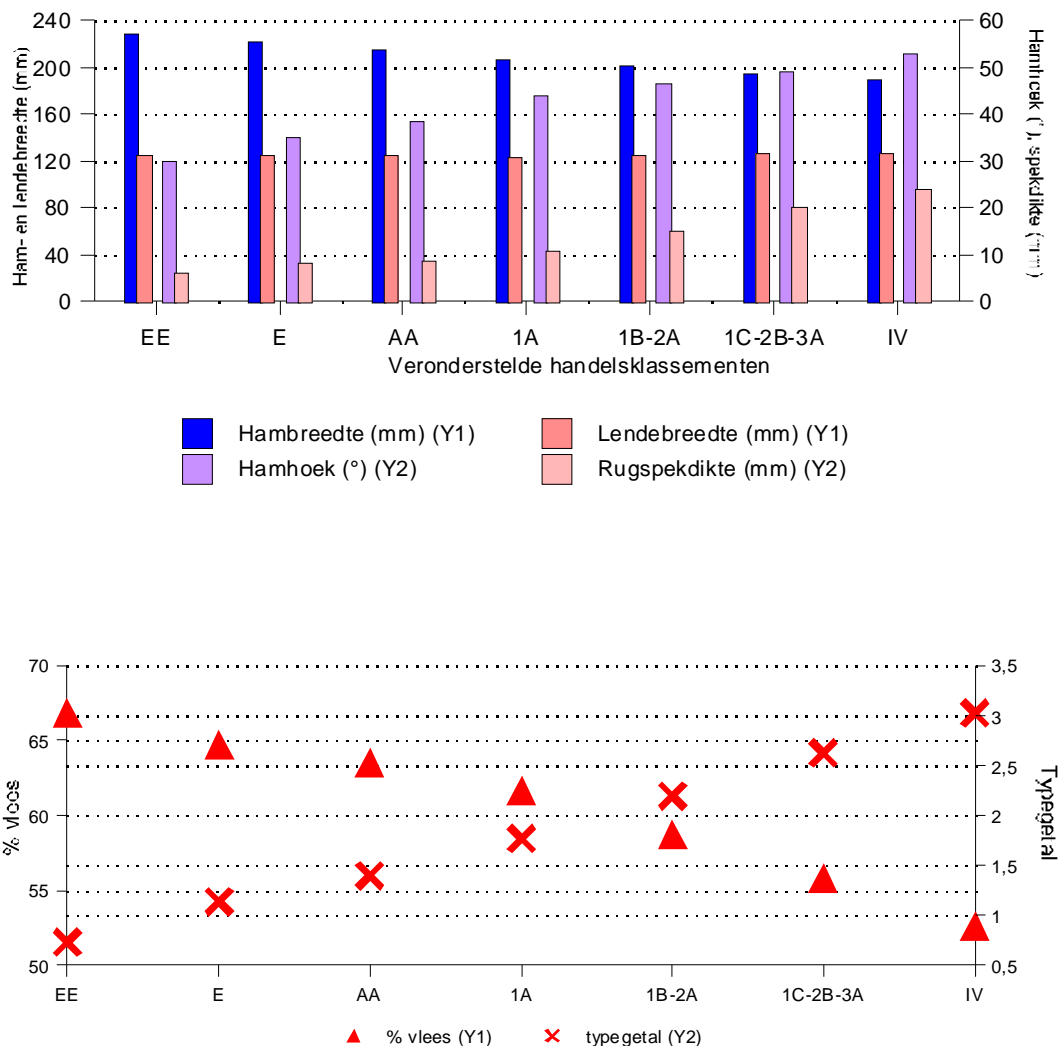 240
200
160
120
80
40
0
Ham- en lendebreedte (mm)
60
50
40
30
20
10
0
EE E AA 1A 1B-2A 1C-2B-3A IV
Veronderstelde handelsklassementen
Hambreedte (mm) (Y1) Lendebreedte (mm) (Y1)
Hamhoek (°) (Y2) Rugspekdikte (mm) (Y2)
70
65
60
55
50
% vlees
3,5
3
2,5
2
1,5
1
0,5
Typegetal
EE E AA 1A 1B-2A 1C-2B-3A IV
% vlees (Y1) typegetal (Y2)